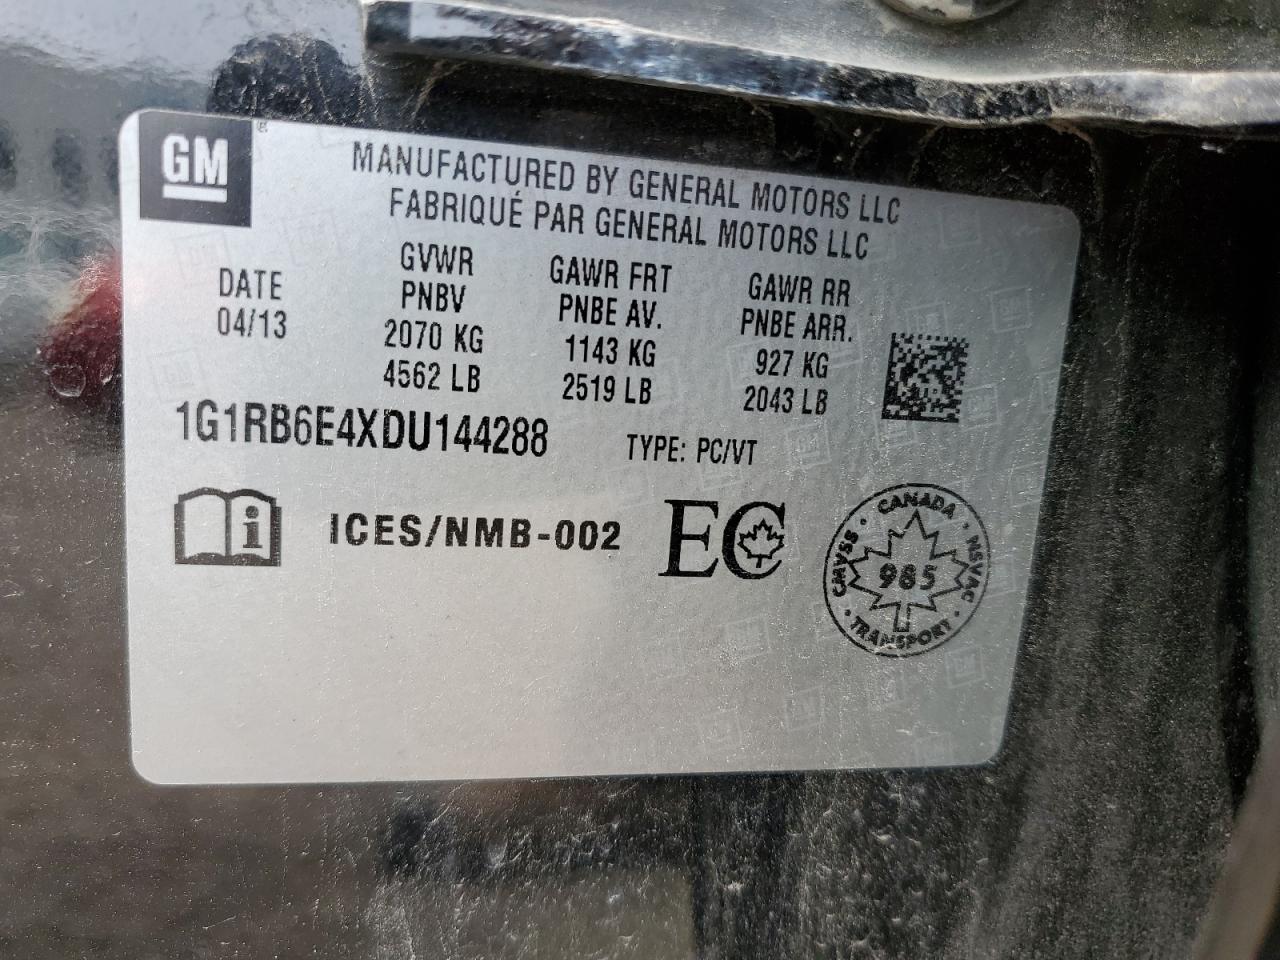 GM
MANUFACTURED BY GENERAL MOTORS LLC
FABRIQUÉ PAR GENERAL MOTORS LLC
DATE
04/13
GVWR
PNBV
2070 KG
4562 LB
GAWR FRT
PNBE AV.
1143 KG
2519 LB
GAWR RR
PNBE ARR.
927 KG
2043 LB
1G1RB6E4XDU144288
TYPE: PC/VT
i
ICES/NMB-002
EC
CANADA
CMVSS · NSVAC
985
TRANSPORT